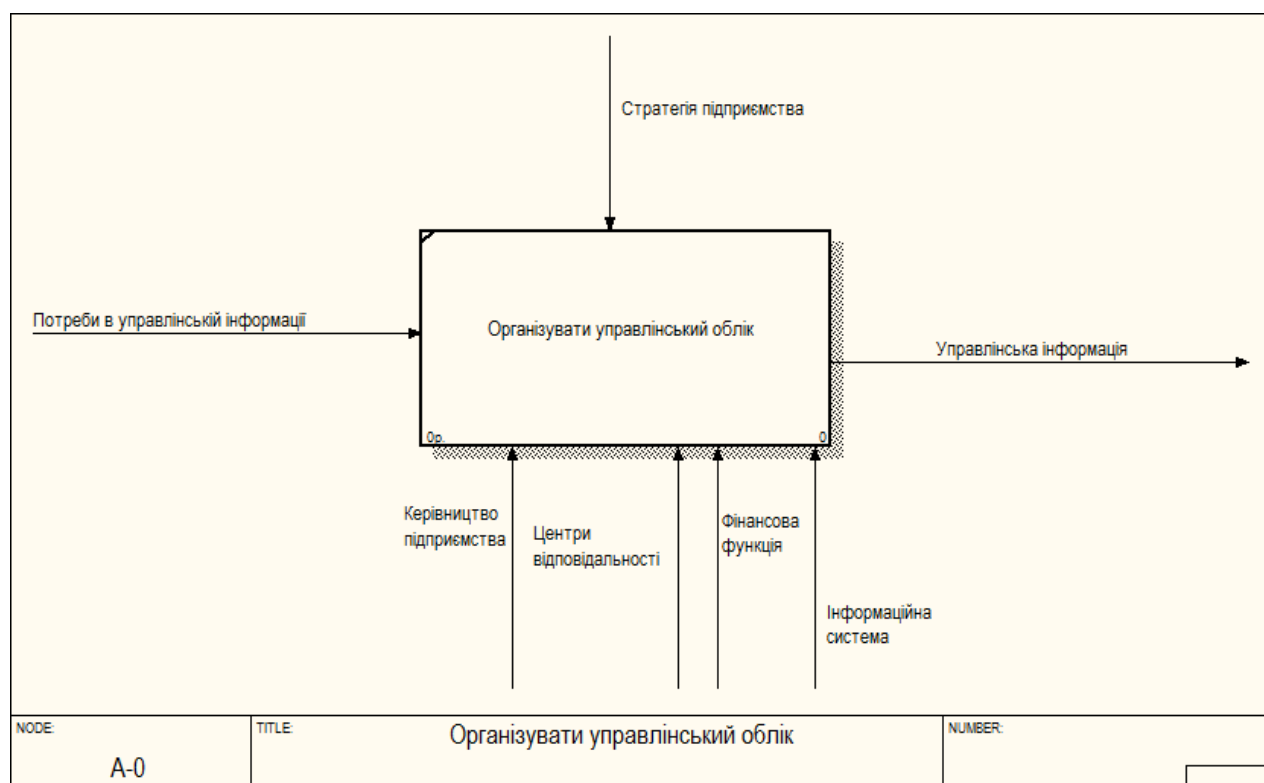 Стратегія підприємства
Потреби в управлінській інформації
Організувати управлінський облік
Управлінська інформація
0р.
0
Керівництво
підприємства
Центри
відповідальності
Фінансова
функція
Інформаційна
система
NODE:
A-0
TITLE:
Організувати управлінський облік
NUMBER: